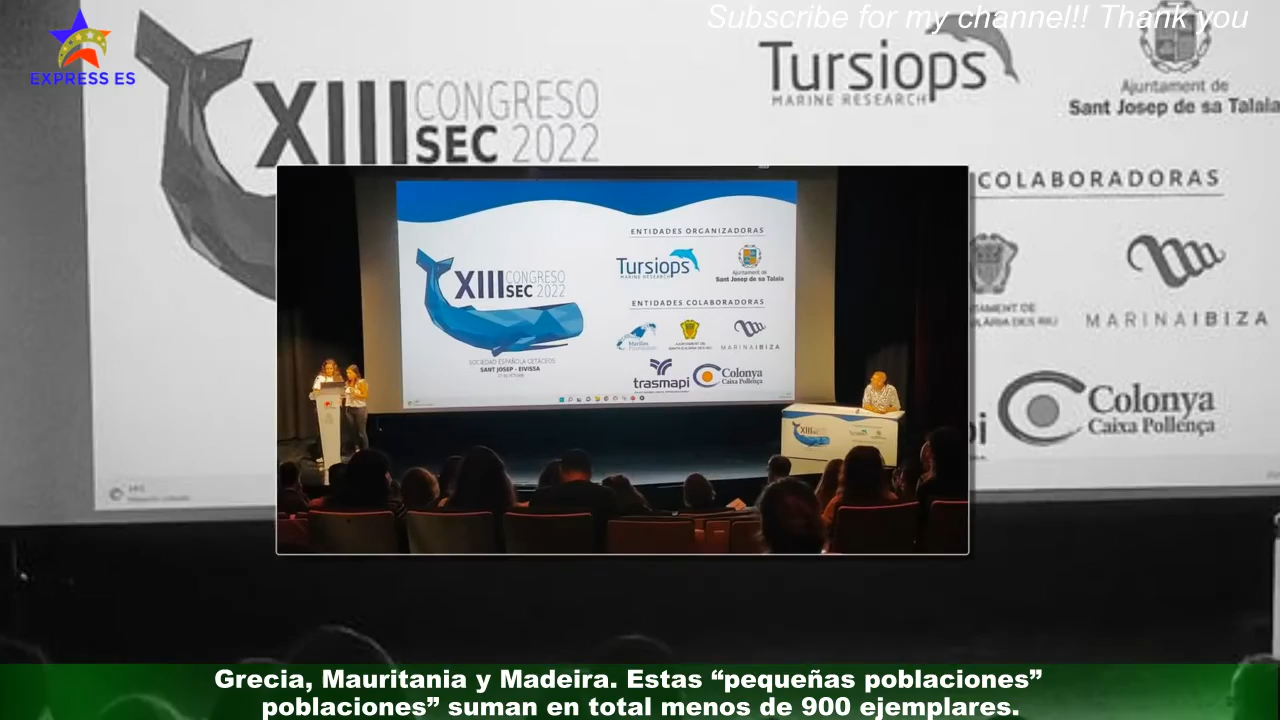 Subscribe for my channel!! Thank you
EXPRESS ES
XIII CONGRESO
SEC 2022
Tursiops
MARINE RESEARCH
Ajuntament de
Sant Josep de sa Talaia
COLABORADORAS
MARINAIBIZA
Colonya
Caixa Pollença
ENTIDADES ORGANIZADORAS
Tursiops
MARINE RESEARCH
Ajuntament de
Sant Josep de sa Talaia
XIII CONGRESO
SEC 2022
ENTIDADES COLABORADORAS
Marilles
MARINAIBIZA
SOCIEDAD ESPAÑOLA CETÁCEOS
SANT JOSEP - EIVISSA
trasmapi
Colonya
Caixa Pollença
XIII
Grecia, Mauritania y Madeira. Estas “pequeñas poblaciones”
poblaciones” suman en total menos de 900 ejemplares.